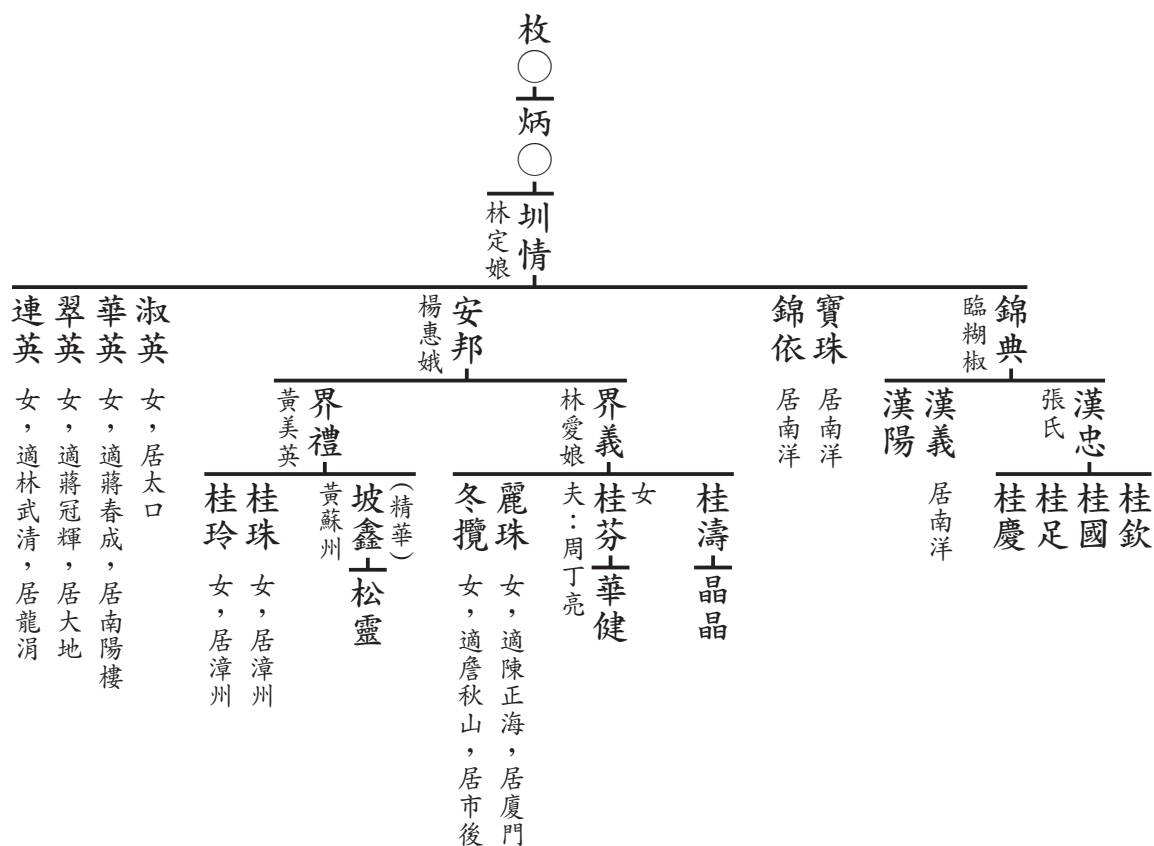 枚○
炳○
圳情
林定娘
錦典
臨糊椒
寶珠 居南洋
錦依 居南洋
安邦
楊惠娥
淑英 女，居太口
華英 女，適蔣春成，居南陽樓
翠英 女，適蔣冠輝，居大地
連英 女，適林武清，居龍涓
漢忠
張氏
漢義 居南洋
漢陽
界義
林愛娘
界禮
黃美英
桂欽
桂國
桂足
桂慶
桂濤
女
桂芬
夫：周丁亮
麗珠 女，適陳正海，居廈門
冬攬 女，適詹秋山，居市後
(精華)
坡鑫
黃蘇州
桂珠 女，居漳州
桂玲 女，居漳州
晶晶
華健
松靈